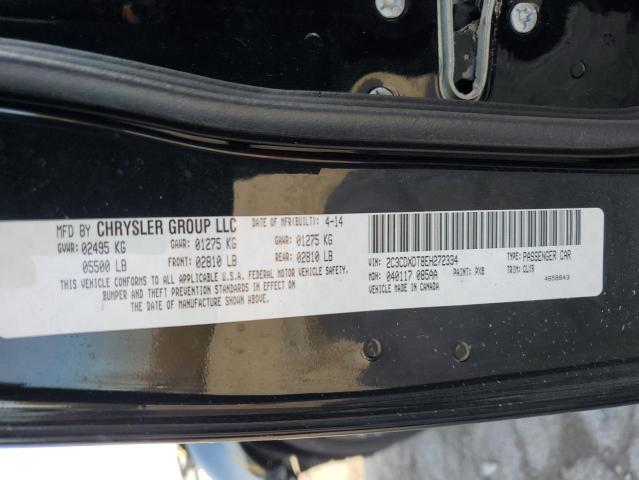 MFD BY CHRYSLER GROUP LLC DATE OF MFR(BUILT): 4-14
GVWR: 02495 KG GAWR: 01275 KG GAWR: 01275 KG
05500 LB FRONT: 02810 LB REAR: 02810 LB
THIS VEHICLE CONFORMS TO ALL APPLICABLE U.S.A. FEDERAL MOTOR VEHICLE SAFETY,
BUMPER AND THEFT PREVENTION STANDARDS IN EFFECT ON
THE DATE OF MANUFACTURE SHOWN ABOVE.
VIN: 2C3CDXDT8EH272334 TYPE: PASSENGER CAR
MDH: 040117 085AA PAINT: PX8 TRIM: CLX9
VEHICLE MADE IN CANADA 4658843